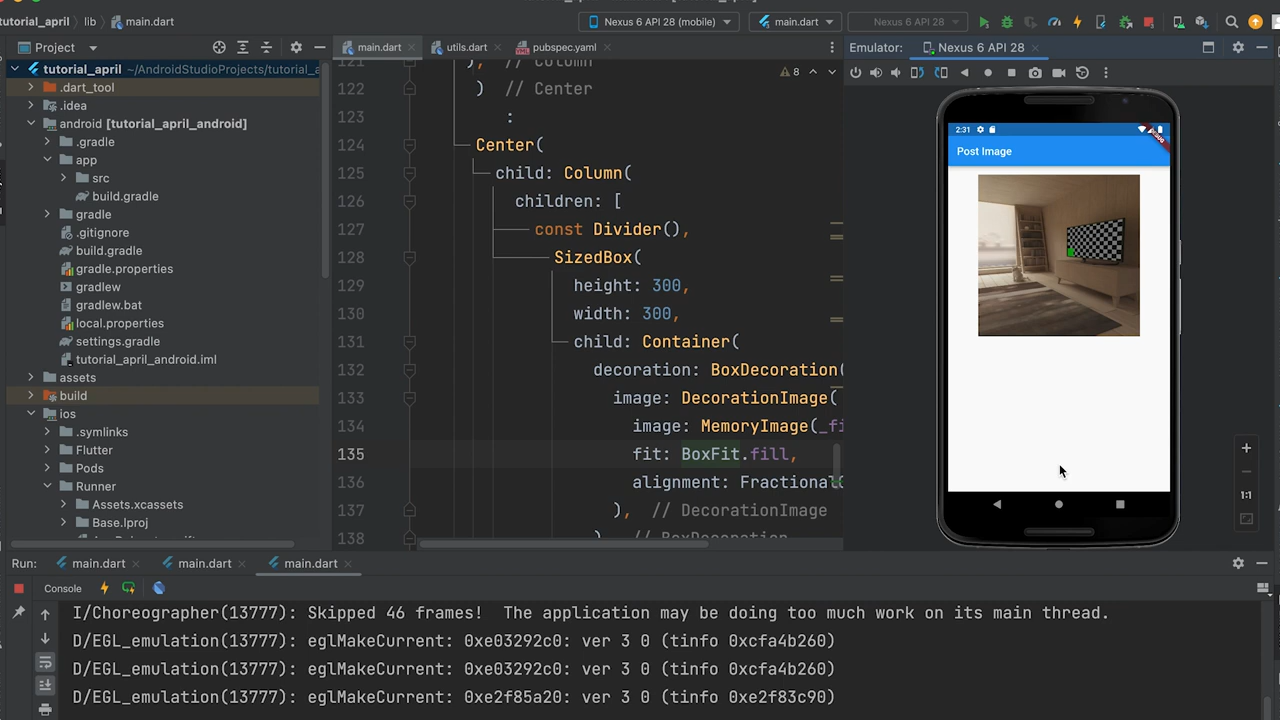 tutorial_april
lib
main.dart
Nexus 6 API 28 (mobile)
main.dart
Nexus 6 API 28
Project
main.dart
utils.dart
pubspec.yaml
Emulator:
Nexus 6 API 28
tutorial_april ~/AndroidStudioProjects/tutorial_a
.dart_tool
.idea
android [tutorial_april_android]
.gradle
app
src
build.gradle
gradle
.gitignore
build.gradle
gradle.properties
gradlew
gradlew.bat
local.properties
settings.gradle
tutorial_april_android.iml
assets
build
ios
.symlinks
Flutter
Pods
Runner
Assets.xcassets
Base.lproj
8
121 ), // Column
122 ) // Center
123 :
124 Center(
125 child: Column(
126 children: [
127 const Divider(),
128 SizedBox(
129 height: 300,
130 width: 300,
131 child: Container(
132 decoration: BoxDecoration(
133 image: DecorationImage(
134 image: MemoryImage(_fi
135 fit: BoxFit.fill,
136 alignment: FractionalO
137 ), // DecorationImage
138 ) // BoxDecoration
2:31
Post Image
1:1
Run:
main.dart
main.dart
main.dart
Console
I/Choreographer(13777): Skipped 46 frames!  The application may be doing too much work on its main thread.
D/EGL_emulation(13777): eglMakeCurrent: 0xe03292c0: ver 3 0 (tinfo 0xcfa4b260)
D/EGL_emulation(13777): eglMakeCurrent: 0xe03292c0: ver 3 0 (tinfo 0xcfa4b260)
D/EGL_emulation(13777): eglMakeCurrent: 0xe2f85a20: ver 3 0 (tinfo 0xe2f83c90)